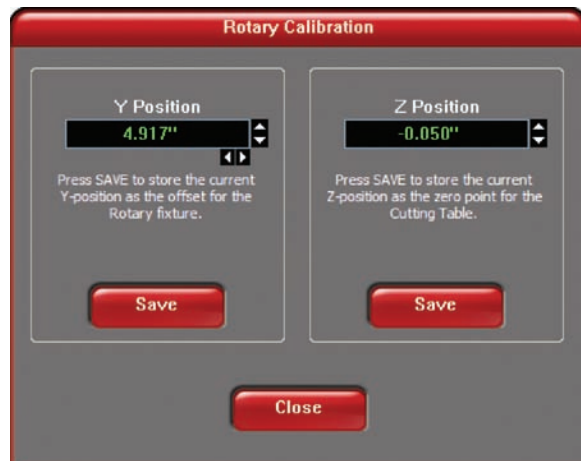 Rotary Calibration
Y Position
4.917"
Press SAVE to store the current
Y-position as the offset for the
Rotary fixture.
Save
Z Position
-0.050"
Press SAVE to store the current
Z-position as the zero point for the
Cutting Table.
Save
Close